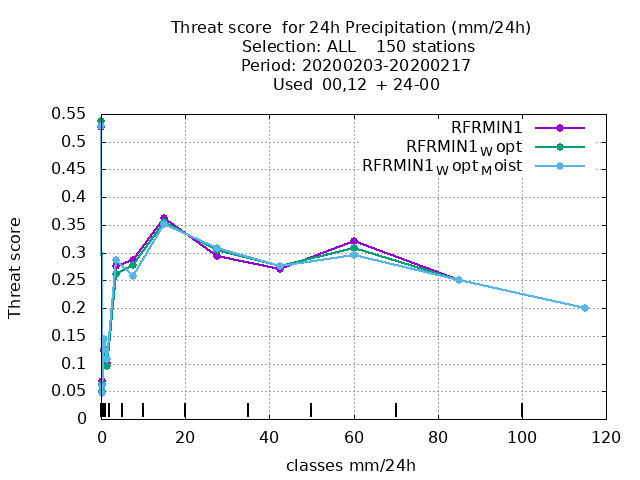 Threat score  for 24h Precipitation (mm/24h)
Selection: ALL    150 stations
Period: 20200203-20200217
Used  00,12  + 24-00
RFRMIN1
RFRMIN1Wopt
RFRMIN1WoptMoist
0.55
0.5
0.45
0.4
0.35
0.3
0.25
0.2
0.15
0.1
0.05
0
Threat score
0 20 40 60 80 100 120
classes mm/24h